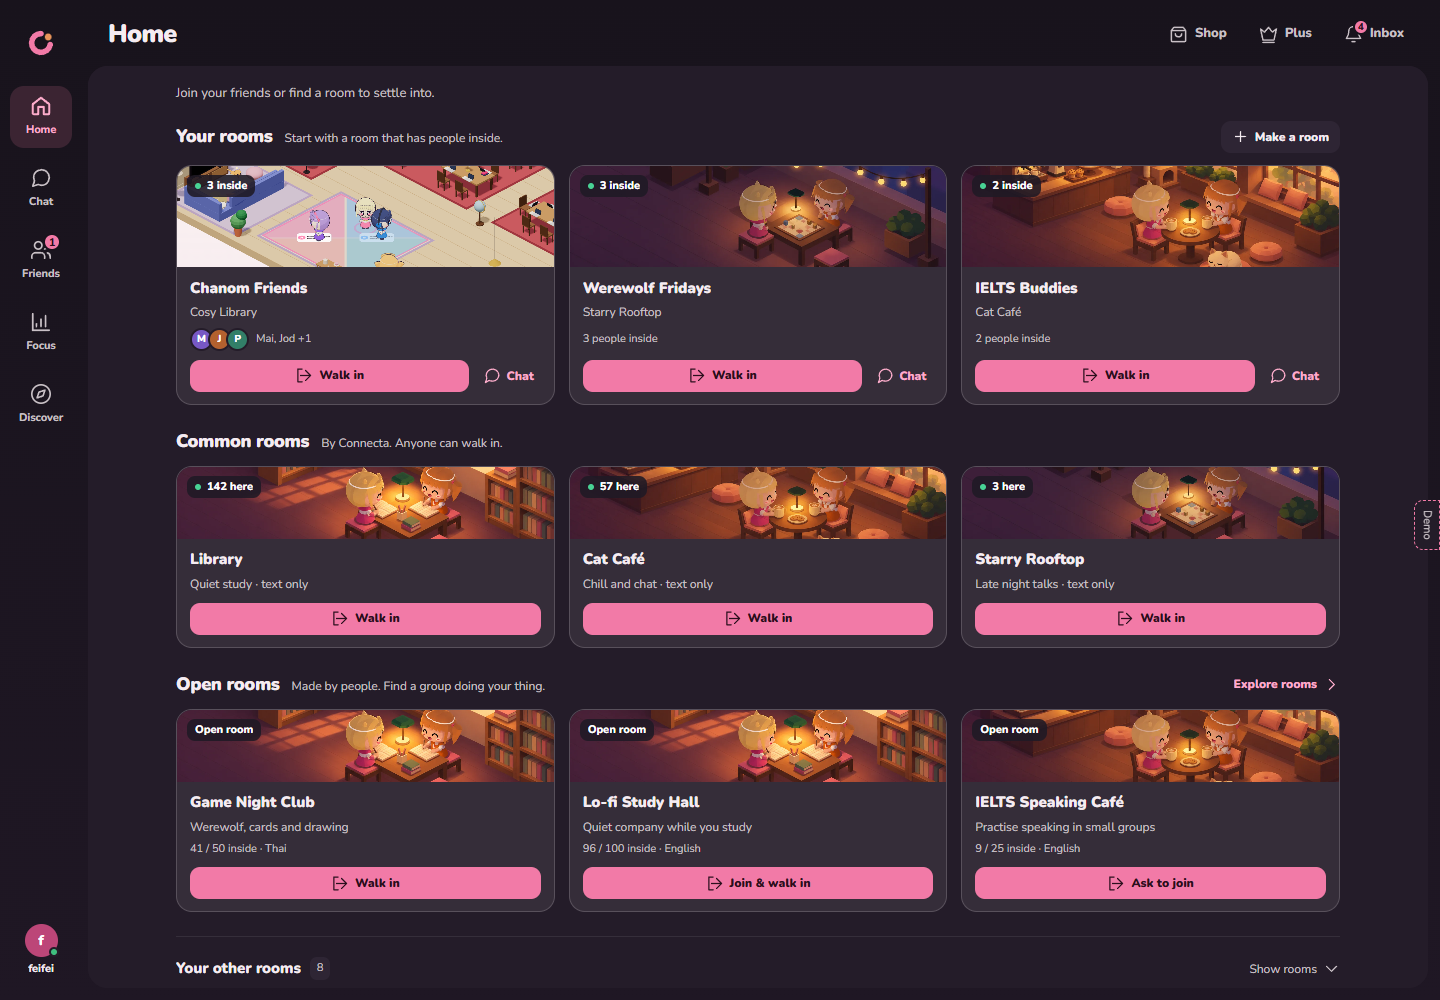 Home
Shop
Plus
4
Inbox
Home
Chat
1
Friends
Focus
Discover
f
feifei
Join your friends or find a room to settle into.
Your rooms
Start with a room that has people inside.
Make a room
3 inside
Chanom Friends
Cosy Library
M J P
Mai, Jod +1
Walk in
Chat
3 inside
Werewolf Fridays
Starry Rooftop
3 people inside
Walk in
Chat
2 inside
IELTS Buddies
Cat Café
2 people inside
Walk in
Chat
Common rooms
By Connecta. Anyone can walk in.
142 here
Library
Quiet study · text only
Walk in
57 here
Cat Café
Chill and chat · text only
Walk in
3 here
Starry Rooftop
Late night talks · text only
Walk in
Demo
Open rooms
Made by people. Find a group doing your thing.
Explore rooms
Open room
Game Night Club
Werewolf, cards and drawing
41 / 50 inside · Thai
Walk in
Open room
Lo-fi Study Hall
Quiet company while you study
96 / 100 inside · English
Join & walk in
Open room
IELTS Speaking Café
Practise speaking in small groups
9 / 25 inside · English
Ask to join
Your other rooms
8
Show rooms